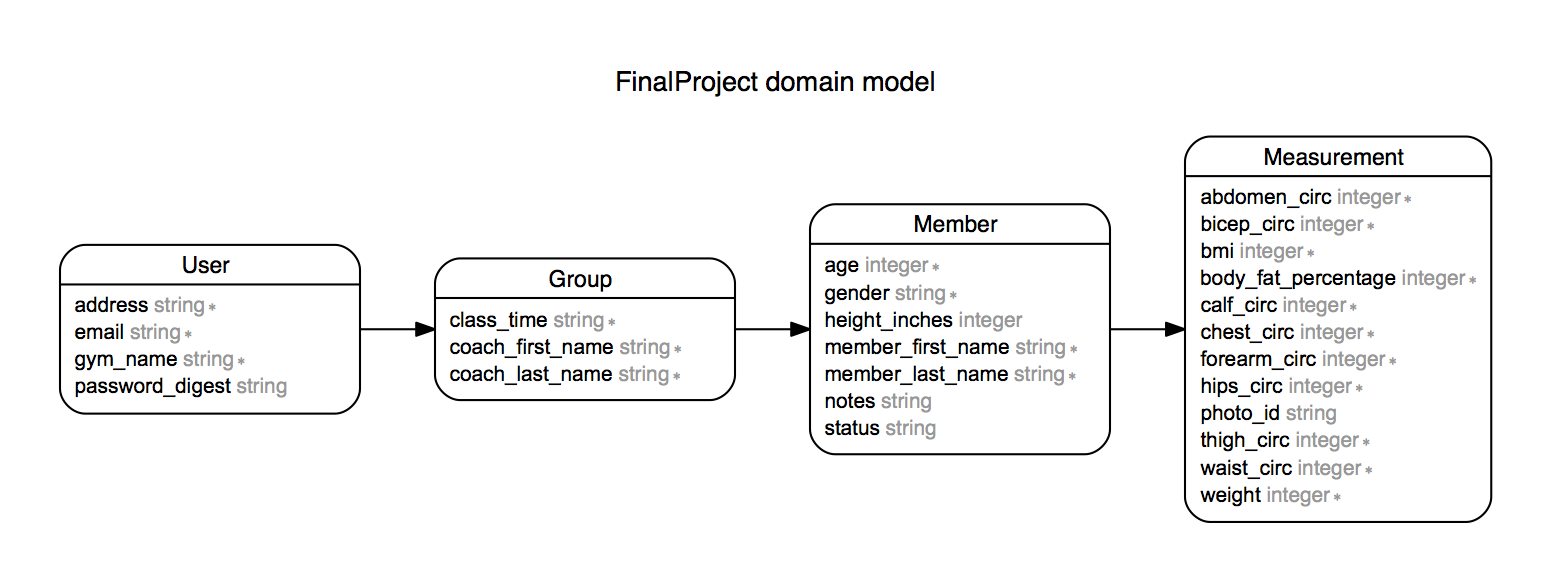 FinalProject domain model
User
address string *
email string *
gym_name string *
password_digest string
Group
class_time string *
coach_first_name string *
coach_last_name string *
Member
age integer *
gender string *
height_inches integer
member_first_name string *
member_last_name string *
notes string
status string
Measurement
abdomen_circ integer *
bicep_circ integer *
bmi integer *
body_fat_percentage integer *
calf_circ integer *
chest_circ integer *
forearm_circ integer *
hips_circ integer *
photo_id string
thigh_circ integer *
waist_circ integer *
weight integer *